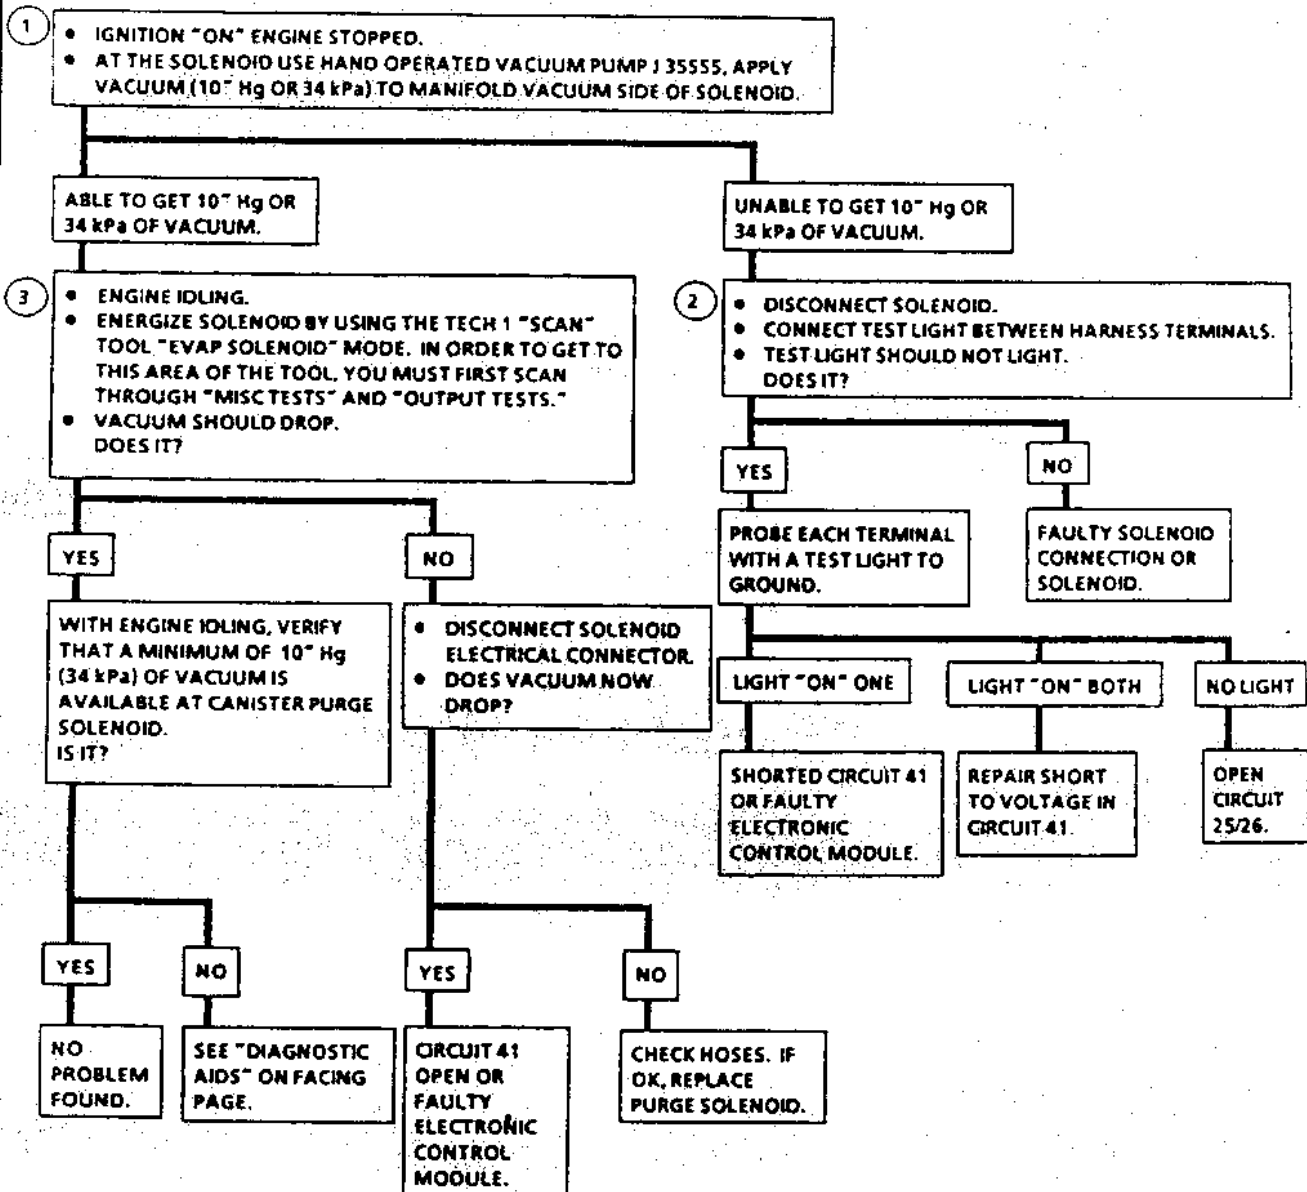 1
• IGNITION "ON" ENGINE STOPPED.
• AT THE SOLENOID USE HAND OPERATED VACUUM PUMP J 35555, APPLY
VACUUM (10" Hg OR 34 kPa) TO MANIFOLD VACUUM SIDE OF SOLENOID.
ABLE TO GET 10" Hg OR
34 kPa OF VACUUM.
UNABLE TO GET 10" Hg OR
34 kPa OF VACUUM.
3
• ENGINE IDLING.
• ENERGIZE SOLENOID BY USING THE TECH 1 "SCAN"
TOOL "EVAP SOLENOID" MODE. IN ORDER TO GET TO
THIS AREA OF THE TOOL, YOU MUST FIRST SCAN
THROUGH "MISC TESTS" AND "OUTPUT TESTS."
• VACUUM SHOULD DROP.
DOES IT?
2
• DISCONNECT SOLENOID.
• CONNECT TEST LIGHT BETWEEN HARNESS TERMINALS.
• TEST LIGHT SHOULD NOT LIGHT.
DOES IT?
YES
NO
PROBE EACH TERMINAL
WITH A TEST LIGHT TO
GROUND.
FAULTY SOLENOID
CONNECTION OR
SOLENOID.
YES
NO
WITH ENGINE IDLING, VERIFY
THAT A MINIMUM OF 10" Hg
(34 kPa) OF VACUUM IS
AVAILABLE AT CANISTER PURGE
SOLENOID.
IS IT?
• DISCONNECT SOLENOID
ELECTRICAL CONNECTOR.
• DOES VACUUM NOW
DROP?
LIGHT "ON" ONE
LIGHT "ON" BOTH
NO LIGHT
SHORTED CIRCUIT 41
OR FAULTY
ELECTRONIC
CONTROL MODULE.
REPAIR SHORT
TO VOLTAGE IN
CIRCUIT 41.
OPEN
CIRCUIT
25/26.
YES
NO
YES
NO
NO
PROBLEM
FOUND.
SEE "DIAGNOSTIC
AIDS" ON FACING
PAGE.
CIRCUIT 41
OPEN OR
FAULTY
ELECTRONIC
CONTROL
MODULE.
CHECK HOSES. IF
OK, REPLACE
PURGE SOLENOID.